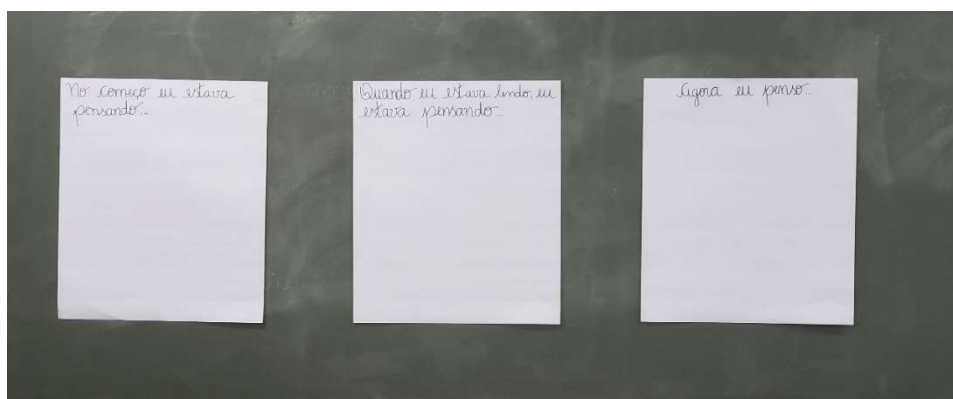 No começo eu estava
pensando...
Quando eu estava lendo, eu
estava pensando...
Agora eu penso...